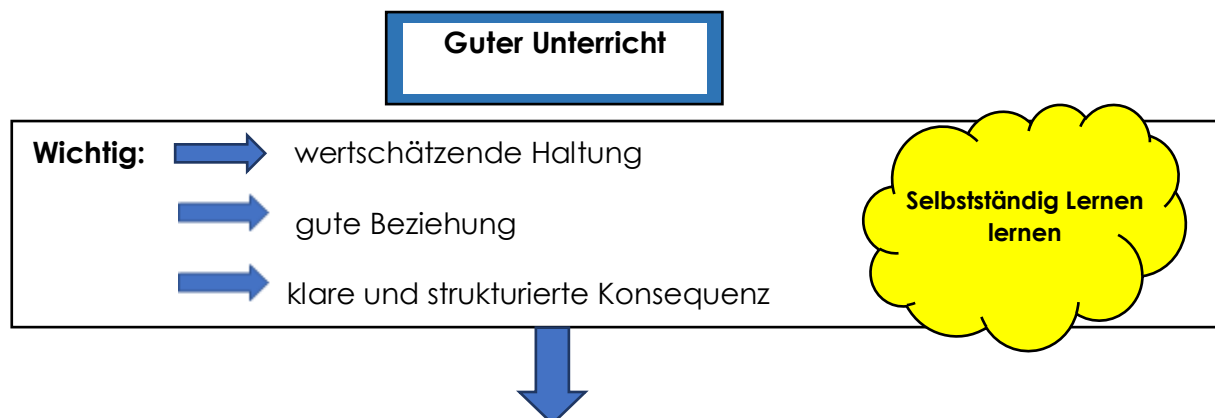 Guter Unterricht
Wichtig: wertschätzende Haltung
gute Beziehung
klare und strukturierte Konsequenz
Selbstständig Lernen
lernen